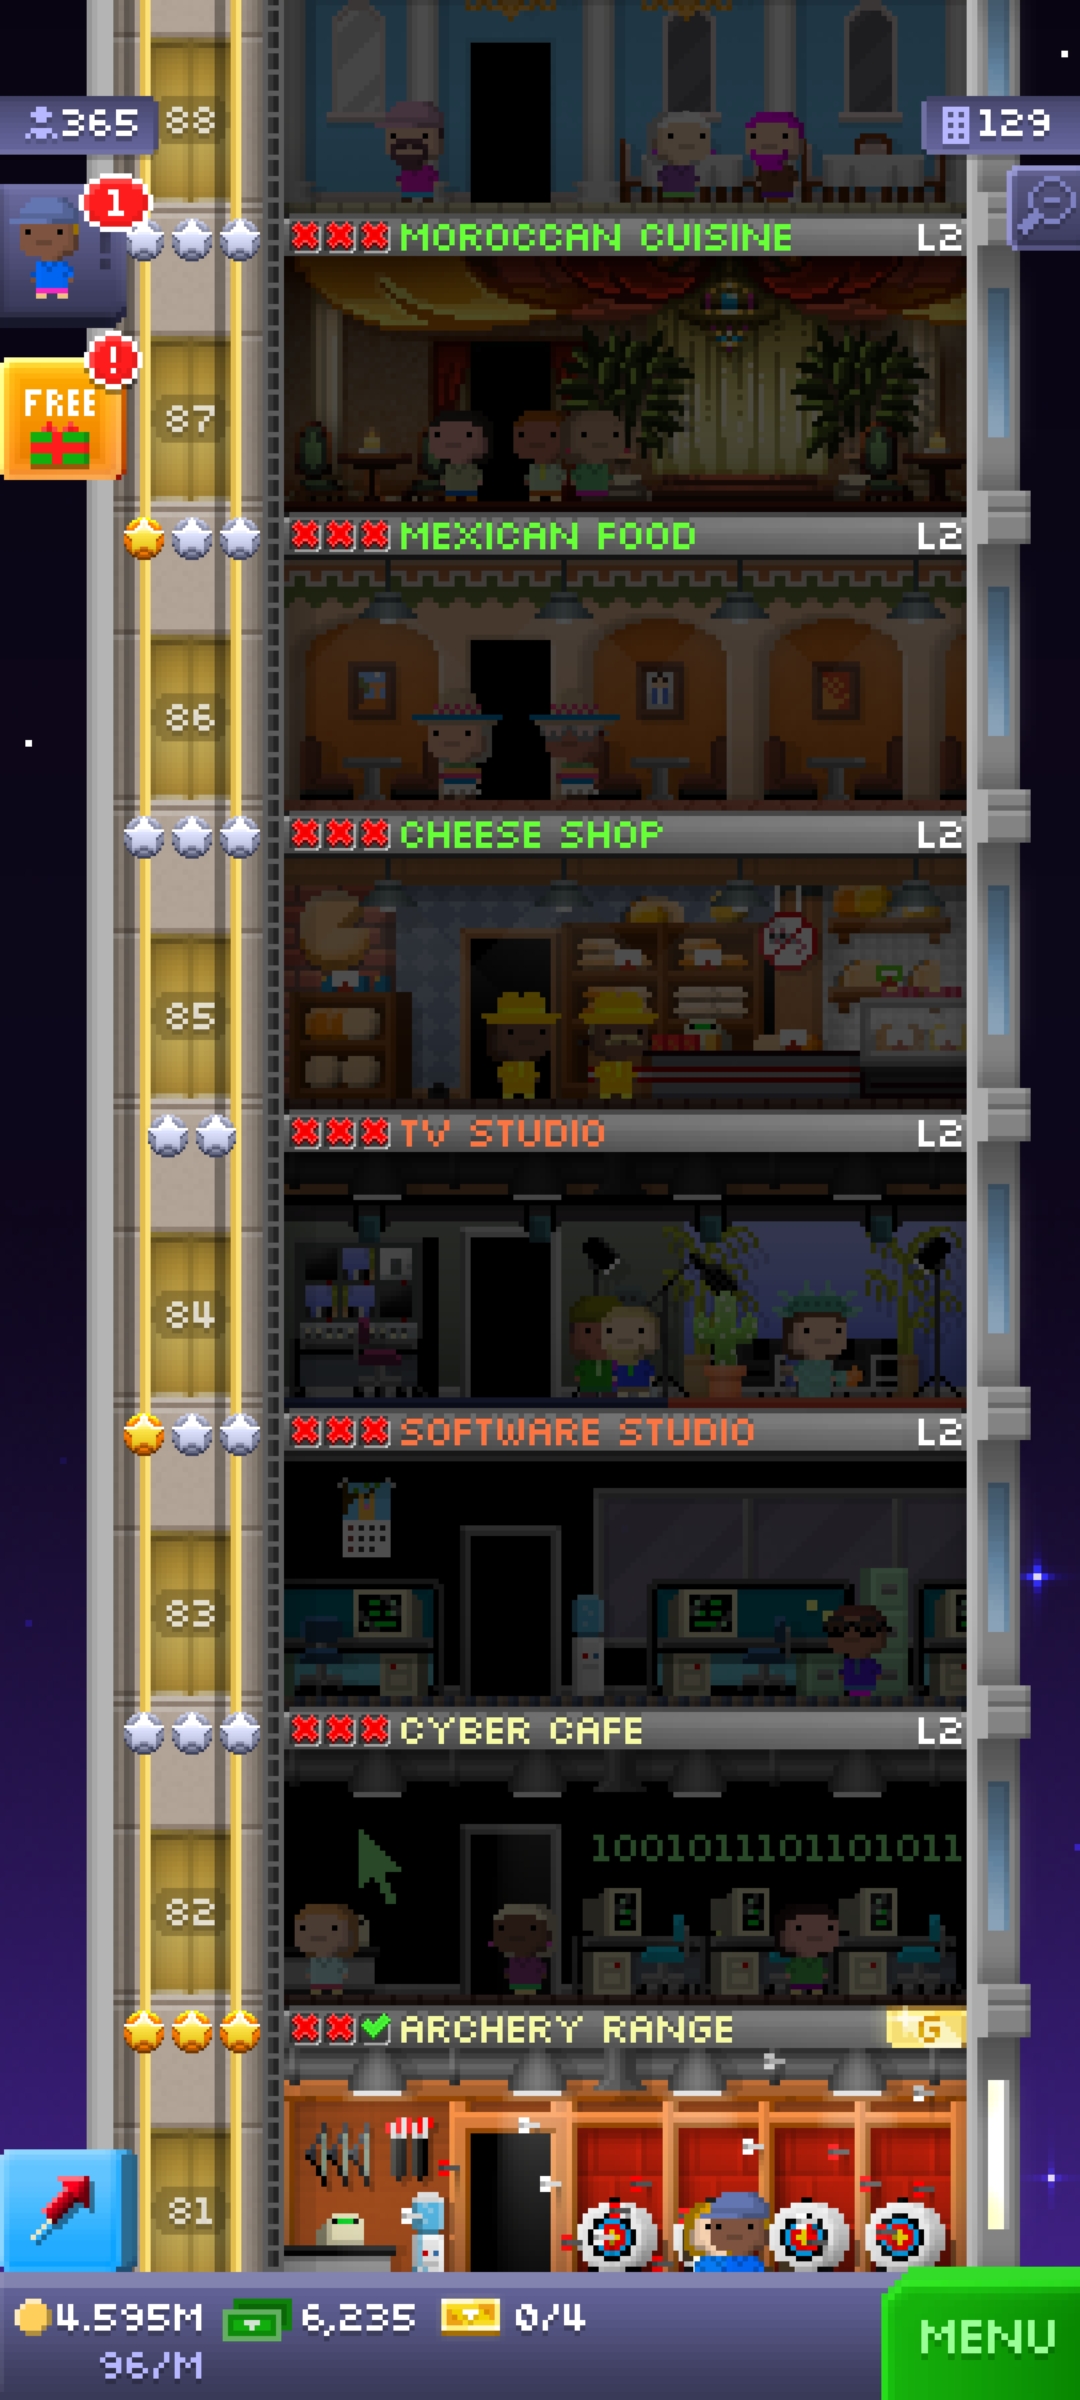 88
365
129
1
MOROCCAN CUISINE L2
FREE
!
87
MEXICAN FOOD L2
86
CHEESE SHOP L2
85
TV STUDIO L2
84
SOFTWARE STUDIO L2
83
CYBER CAFE L2
1001011101101011
82
ARCHERY RANGE G
81
4.595M 6,235 0/4
96/M
MENU